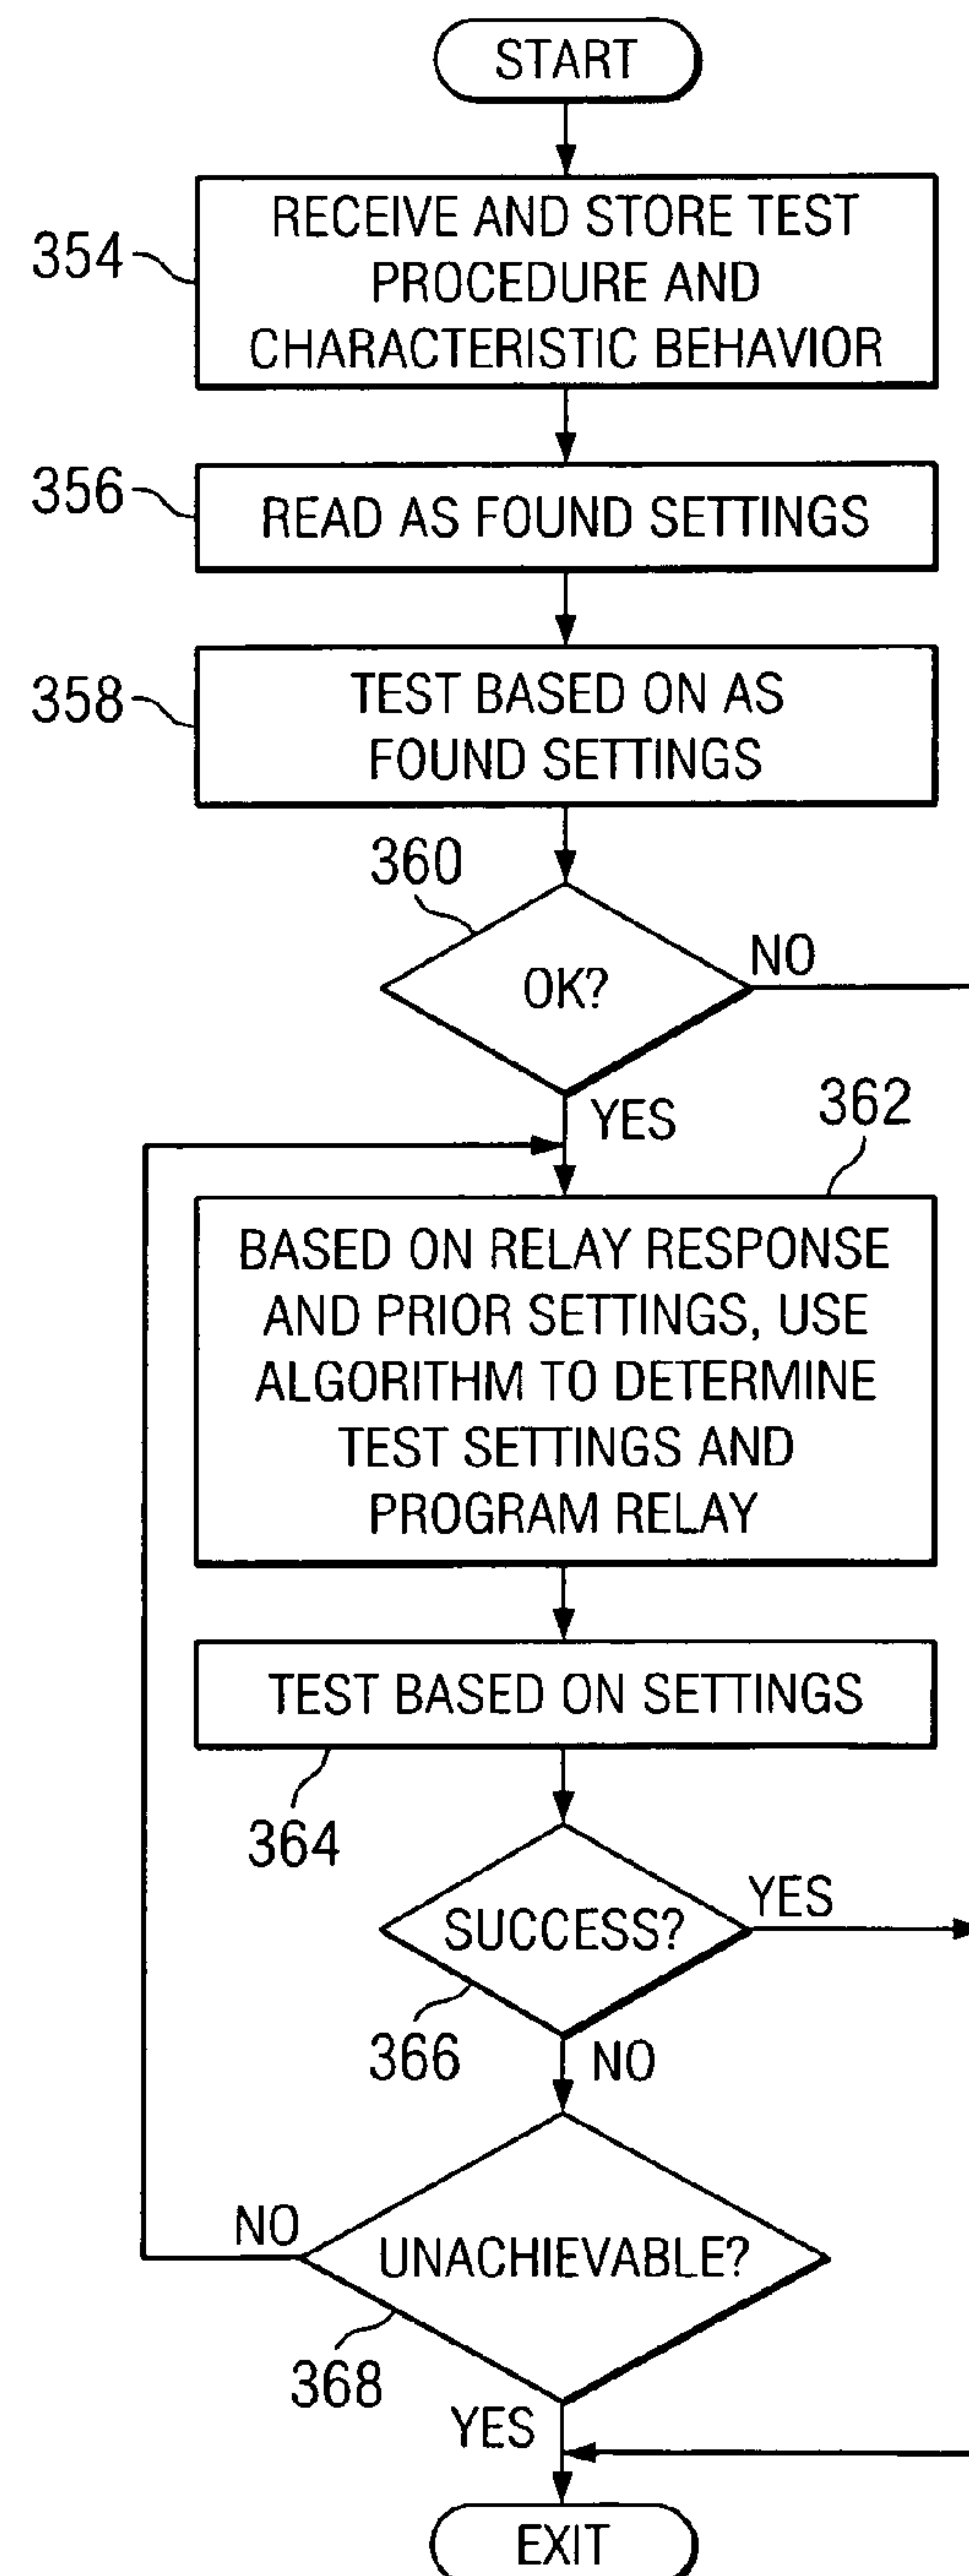 START
354
RECEIVE AND STORE TEST
PROCEDURE AND
CHARACTERISTIC BEHAVIOR
356
READ AS FOUND SETTINGS
358
TEST BASED ON AS
FOUND SETTINGS
360
OK?
NO
YES
362
BASED ON RELAY RESPONSE
AND PRIOR SETTINGS, USE
ALGORITHM TO DETERMINE
TEST SETTINGS AND
PROGRAM RELAY
TEST BASED ON SETTINGS
364
SUCCESS?
YES
366
NO
NO
UNACHIEVABLE?
368
YES
EXIT